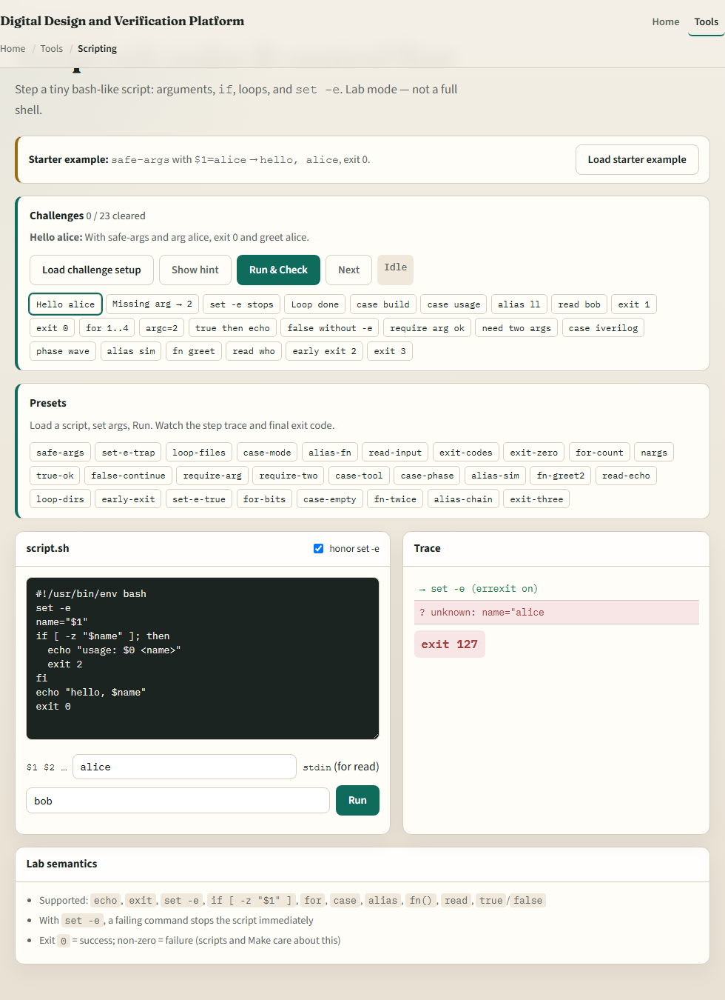 Digital Design and Verification Platform
Home Tools
Home / Tools / Scripting
Step a tiny bash-like script: arguments, if, loops, and set -e. Lab mode — not a full
shell.
Starter example: safe-args with $1=alice → hello, alice, exit 0.
Load starter example
Challenges 0 / 23 cleared
Hello alice: With safe-args and arg alice, exit 0 and greet alice.
Load challenge setup Show hint Run & Check Next Idle
Hello alice Missing arg → 2 set -e stops Loop done case build case usage alias ll read bob exit 1
exit 0 for 1..4 argc=2 true then echo false without -e require arg ok need two args case iverilog
phase wave alias sim fn greet read who early exit 2 exit 3
Presets
Load a script, set args, Run. Watch the step trace and final exit code.
safe-args set-e-trap loop-files case-mode alias-fn read-input exit-codes exit-zero for-count nargs
true-ok false-continue require-arg require-two case-tool case-phase alias-sim fn-greet2 read-echo
loop-dirs early-exit set-e-true for-bits case-empty fn-twice alias-chain exit-three
script.sh honor set -e
#!/usr/bin/env bash
set -e
name="$1"
if [ -z "$name" ]; then
  echo "usage: $0 <name>"
  exit 2
fi
echo "hello, $name"
exit 0
$1 $2 … alice stdin (for read)
bob Run
Trace
→ set -e (errexit on)
? unknown: name="alice
exit 127
Lab semantics
• Supported: echo, exit, set -e, if [ -z "$1" ], for, case, alias, fn(), read, true/false
• With set -e, a failing command stops the script immediately
• Exit 0 = success; non-zero = failure (scripts and Make care about this)